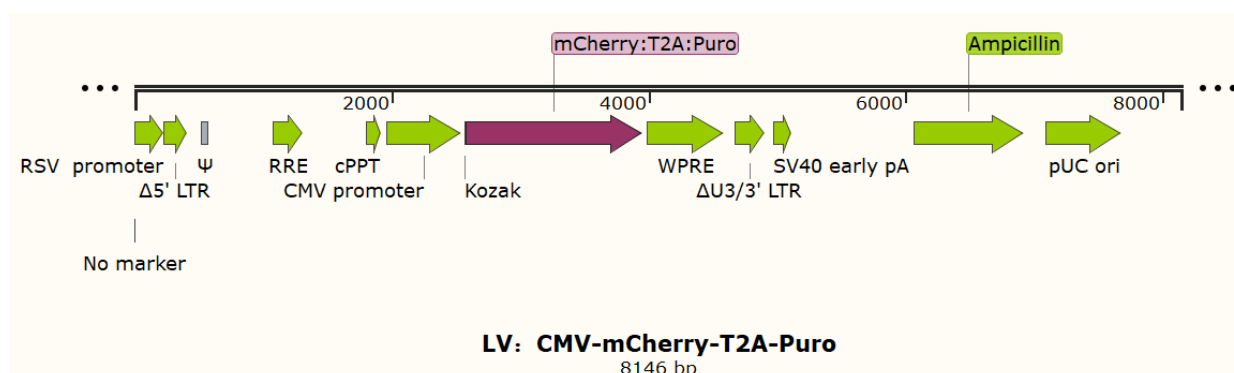 mCherry:T2A:Puro
Ampicillin
2000
4000
6000
8000
RSV promoter
Ψ
RRE
cPPT
WPRE
SV40 early pA
pUC ori
Δ5' LTR
CMV promoter
Kozak
ΔU3/3' LTR
No marker
LV: CMV-mCherry-T2A-Puro
8146 bp